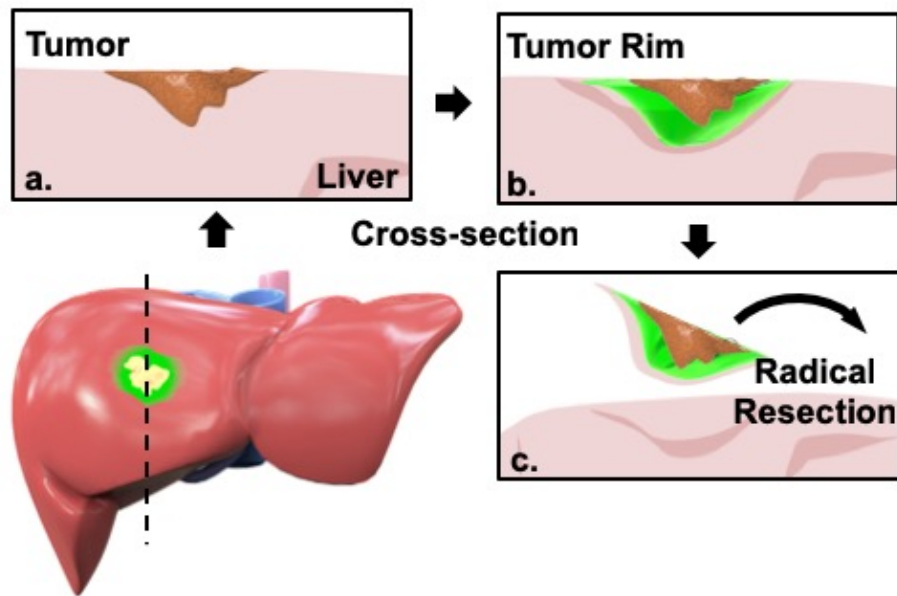 Tumor
a.
Liver
Tumor Rim
b.
Cross-section
Radical
Resection
c.